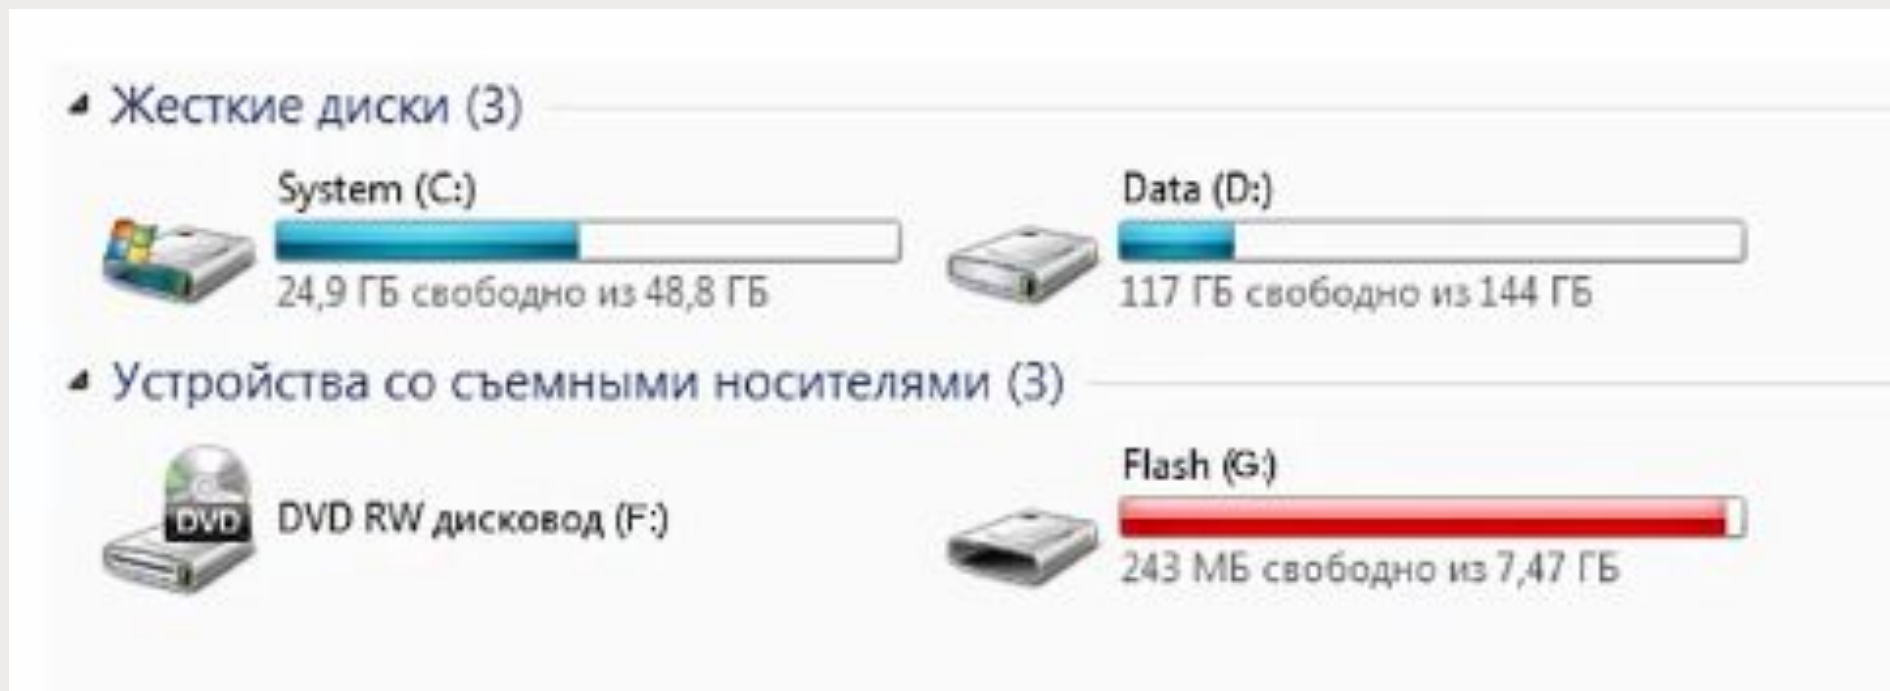 Жесткие диски (3)
System (C:)
24,9 ГБ свободно из 48,8 ГБ
Data (D:)
117 ГБ свободно из 144 ГБ
Устройства со съемными носителями (3)
DVD
DVD RW дисковод (F:)
Flash (G:)
243 МБ свободно из 7,47 ГБ